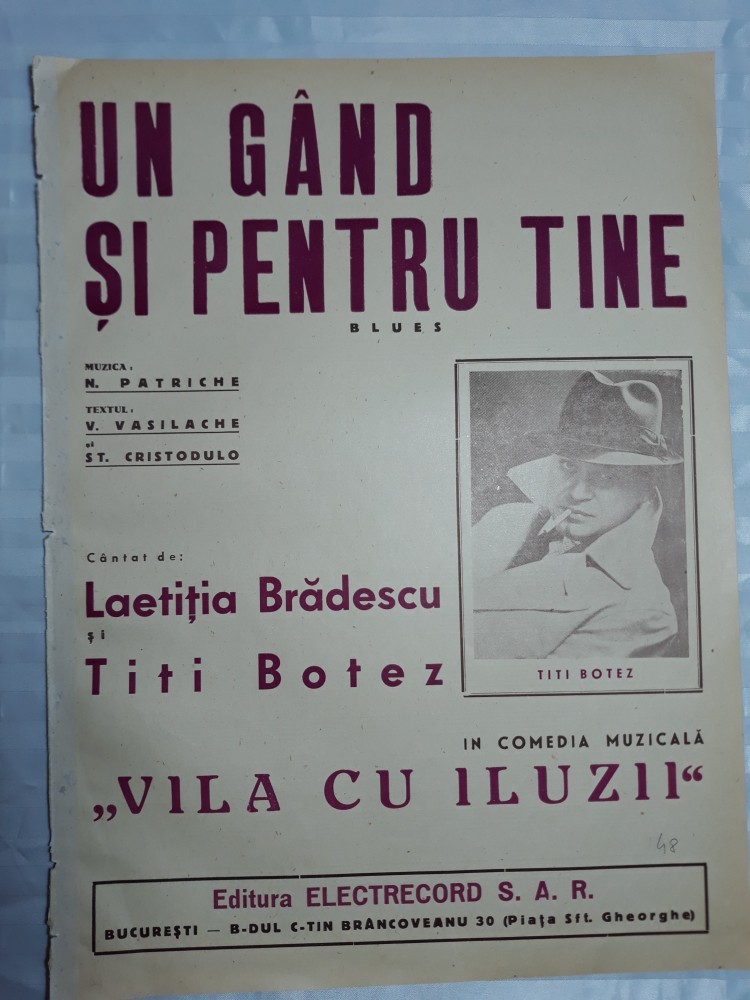 UN GÂND
ȘI PENTRU TINE
BLUES
MUZICA:
N. PATRICHE
TEXTUL:
V. VASILACHE
și
ST. CRISTODULO
Cântat de:
Laetiția Brădescu
și
Titi Botez
TITI BOTEZ
IN COMEDIA MUZICALĂ
„VILA CU ILUZII“
48
Editura ELECTRECORD S. A. R.
BUCUREȘTI — B-DUL C-TIN BRÂNCOVEANU 30 (Piața Sft. Gheorghe)